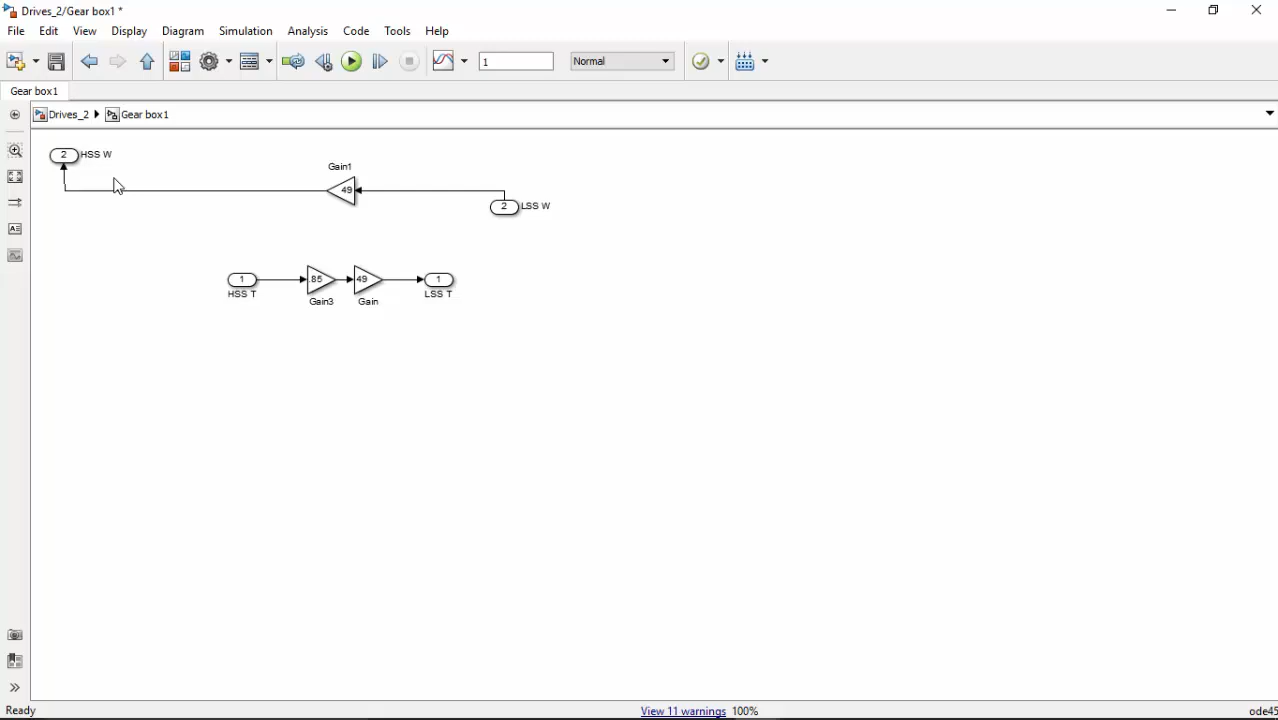 Drives_2/Gear box1 *
File Edit View Display Diagram Simulation Analysis Code Tools Help
1 Normal
Gear box1
Drives_2 Gear box1
2 HSS W
Gain1
49
2 LSS W
1 85 49 1
HSS T Gain3 Gain LSS T
Ready View 11 warnings 100% ode45